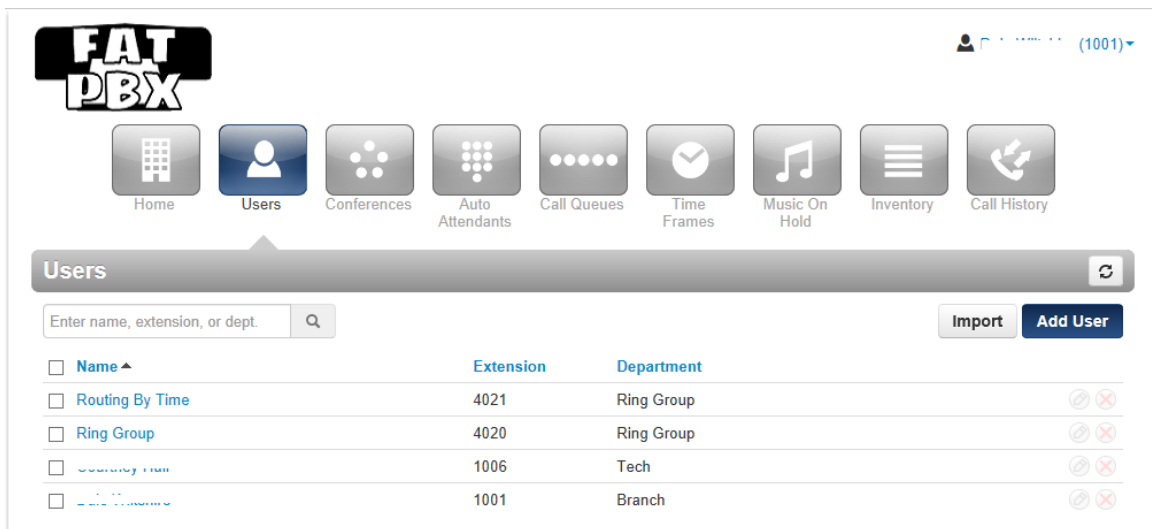 FAT
PBX
(1001)
Home
Users
Conferences
Auto
Attendants
Call Queues
Time
Frames
Music On
Hold
Inventory
Call History
Users
Enter name, extension, or dept.
Import
Add User
Name Extension Department
Routing By Time 4021 Ring Group
Ring Group 4020 Ring Group
1006 Tech
1001 Branch